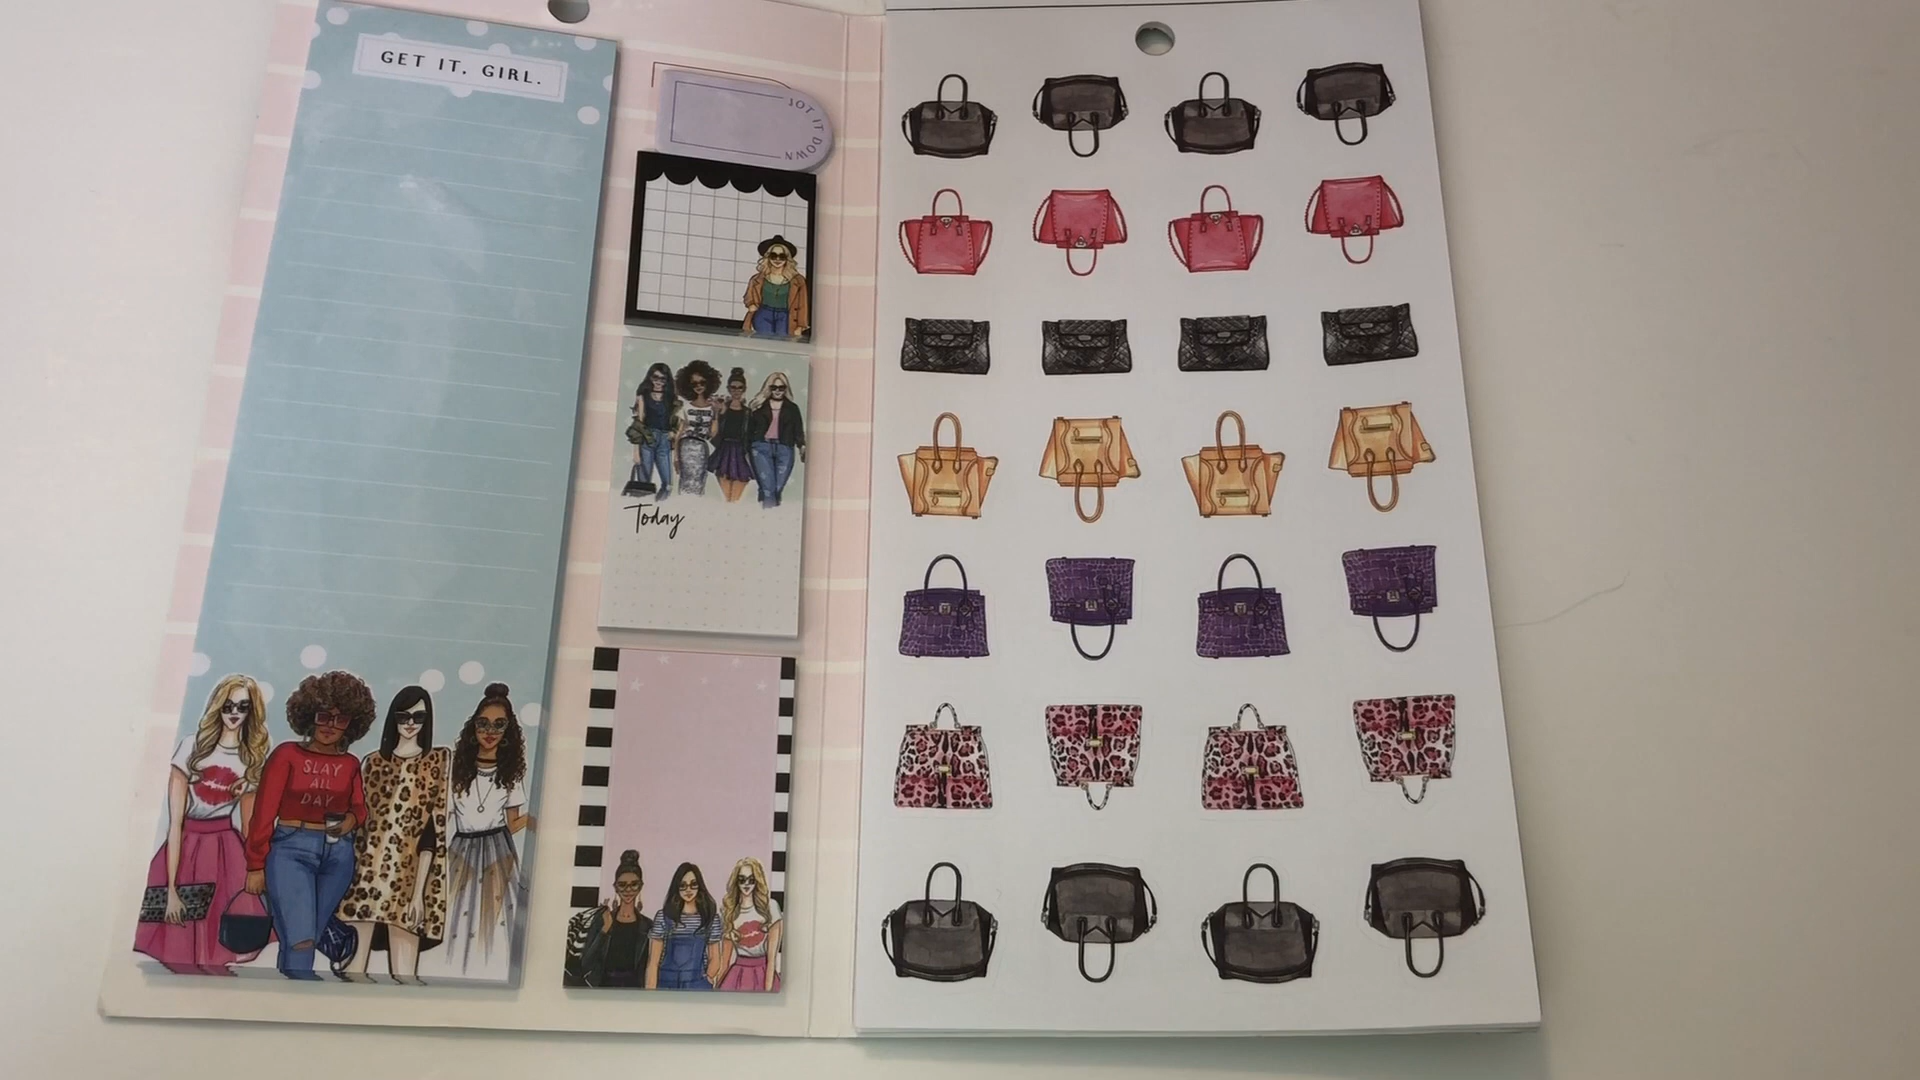 GET IT, GIRL.
JOT IT DOWN
Today
SLAY
ALL
DAY